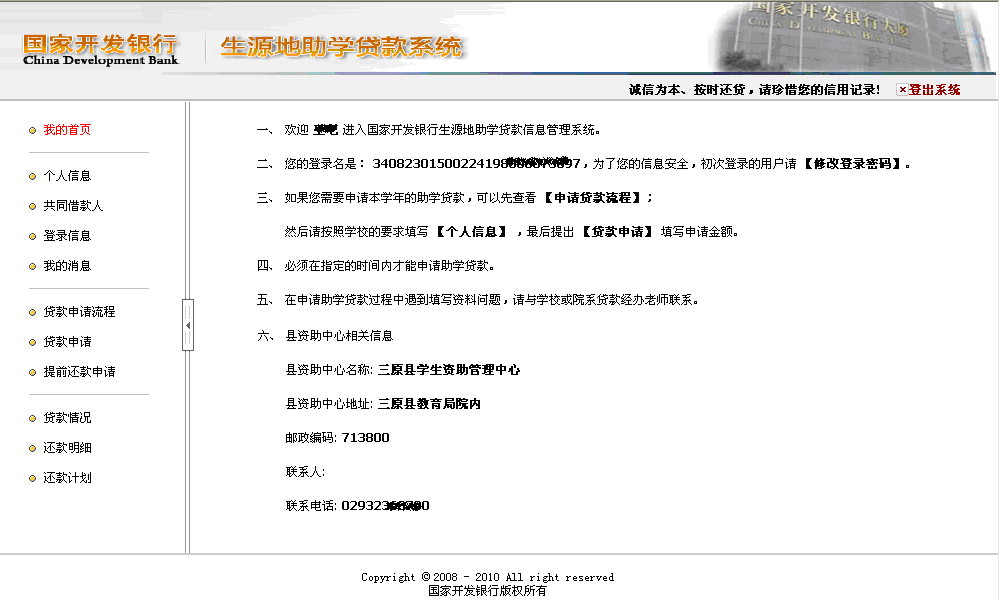 国家开发银行
China Development Bank
生源地助学贷款系统
国家开发银行大厦
诚信为本、按时还贷，请珍惜您的信用记录！ 登出系统
我的首页
个人信息
共同借款人
登录信息
我的消息
贷款申请流程
贷款申请
提前还款申请
贷款情况
还款明细
还款计划
一、 欢迎 进入国家开发银行生源地助学贷款信息管理系统。
二、 您的登录名是： ，为了您的信息安全，初次登录的用户请 【修改登录密码】。
三、 如果您需要申请本学年的助学贷款，可以先查看 【申请贷款流程】；
然后请按照学校的要求填写 【个人信息】 ，最后提出 【贷款申请】 填写申请金额。
四、 必须在指定的时间内才能申请助学贷款。
五、 在申请助学贷款过程中遇到填写资料问题，请与学校或院系贷款经办老师联系。
六、 县资助中心相关信息
县资助中心名称: 三原县学生资助管理中心
县资助中心地址: 三原县教育局院内
邮政编码: 713800
联系人:
联系电话:
Copyright © 2008 - 2010 All right reserved
国家开发银行版权所有